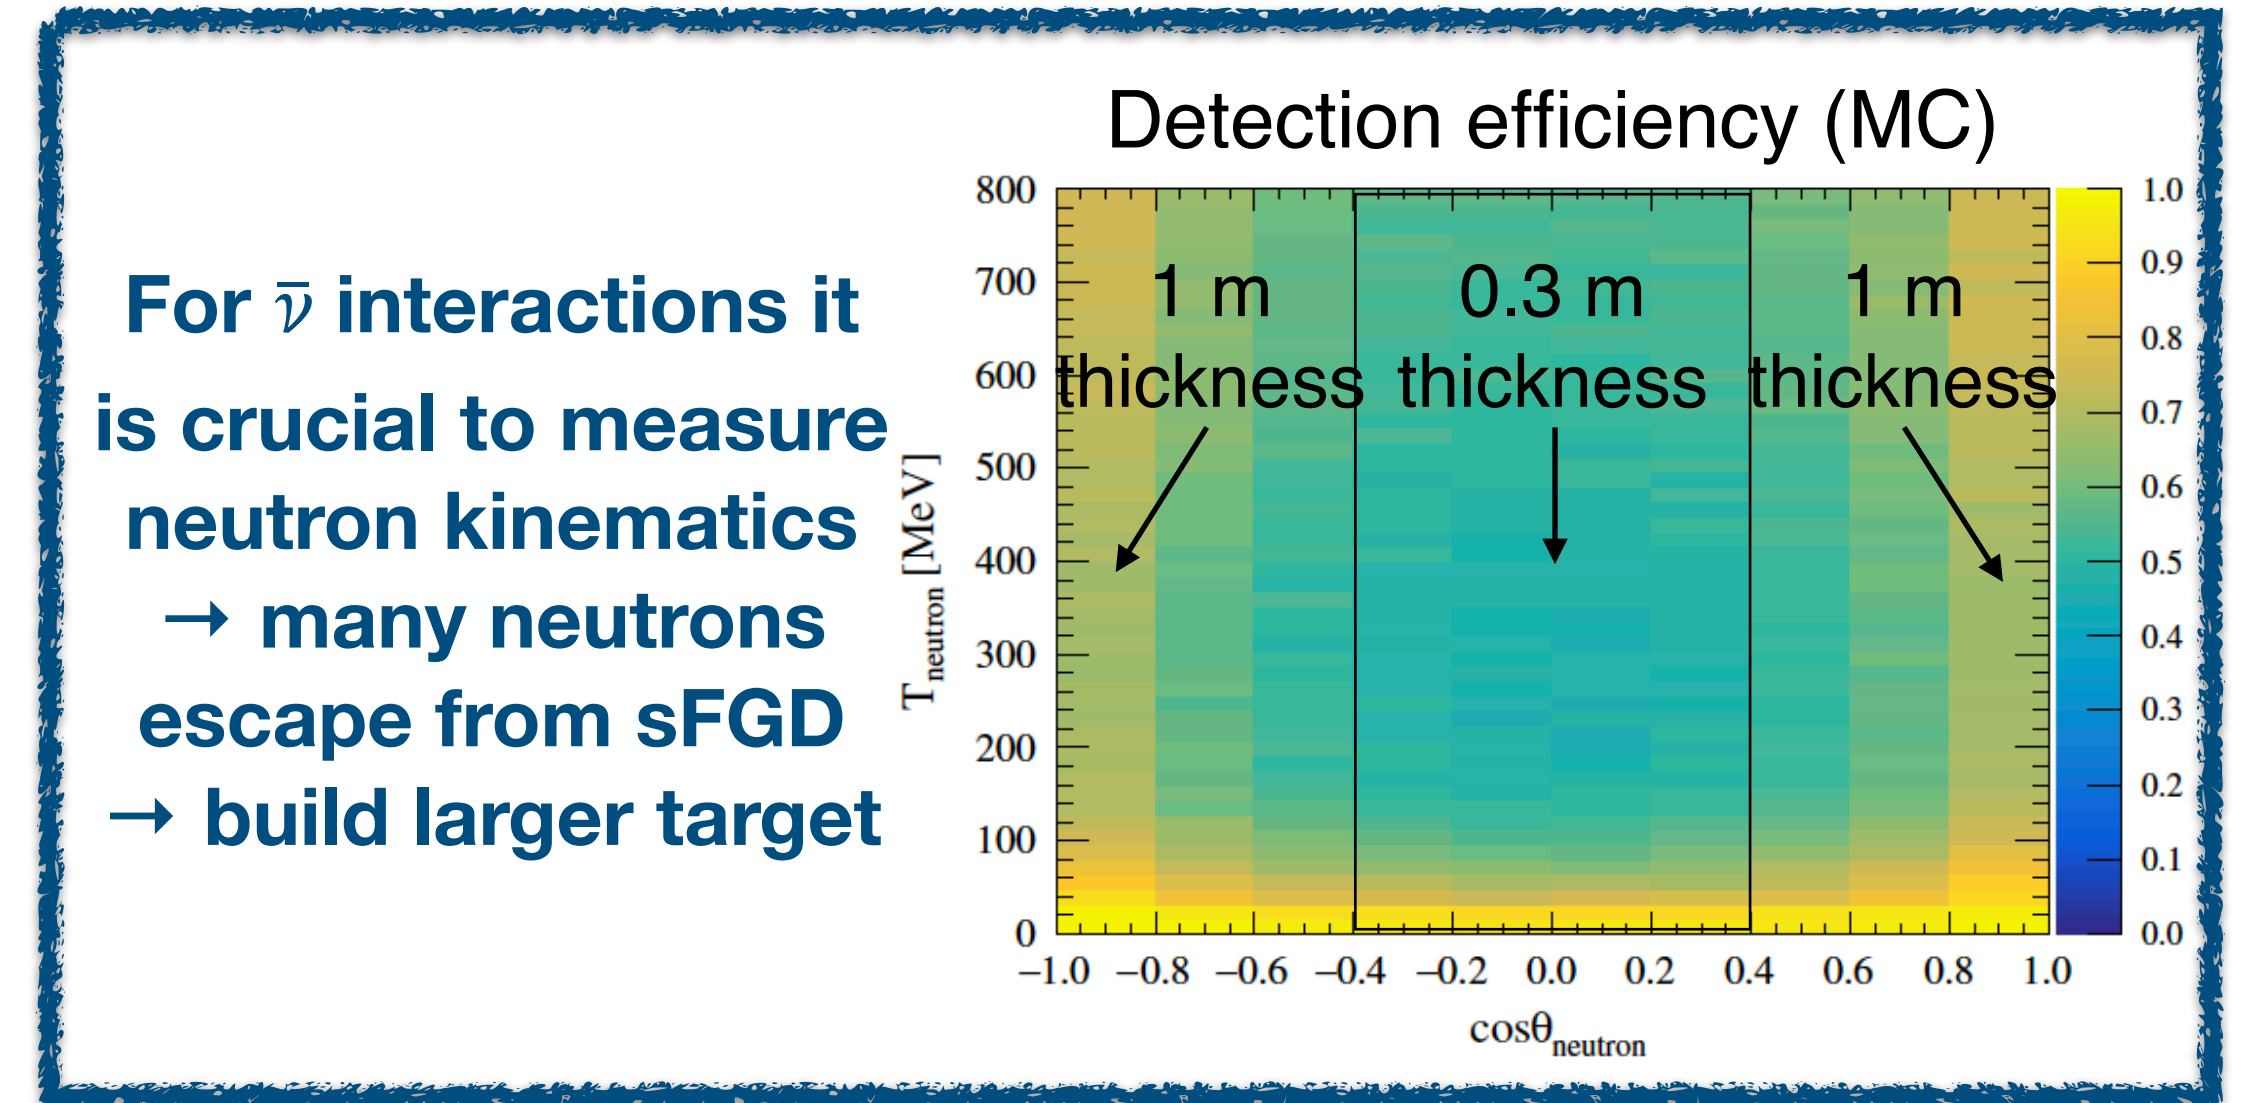 For ν̄ interactions it
is crucial to measure
neutron kinematics
→ many neutrons
escape from sFGD
→ build larger target
Detection efficiency (MC)
1 m
thickness
0.3 m
thickness
1 m
thickness
T_neutron [MeV]
800
700
600
500
400
300
200
100
0
−1.0 −0.8 −0.6 −0.4 −0.2 0.0 0.2 0.4 0.6 0.8 1.0
cosθ_neutron
1.0
0.9
0.8
0.7
0.6
0.5
0.4
0.3
0.2
0.1
0.0